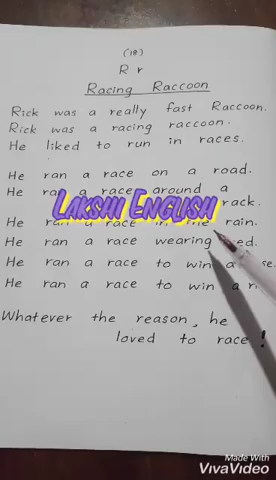 (18)
R r
Racing Raccoon
Rick was a really fast Raccoon.
Rick was a racing raccoon.
He liked to run in races.
He ran a race on a road.
He ran a race around a
rack.
He ran a race in the rain.
LAKSHI ENGLISH
He ran a race wearing ed.
He ran a race to win a se.
He ran a race to win a
Whatever the reason, he
loved to race!
Made With
VivaVideo